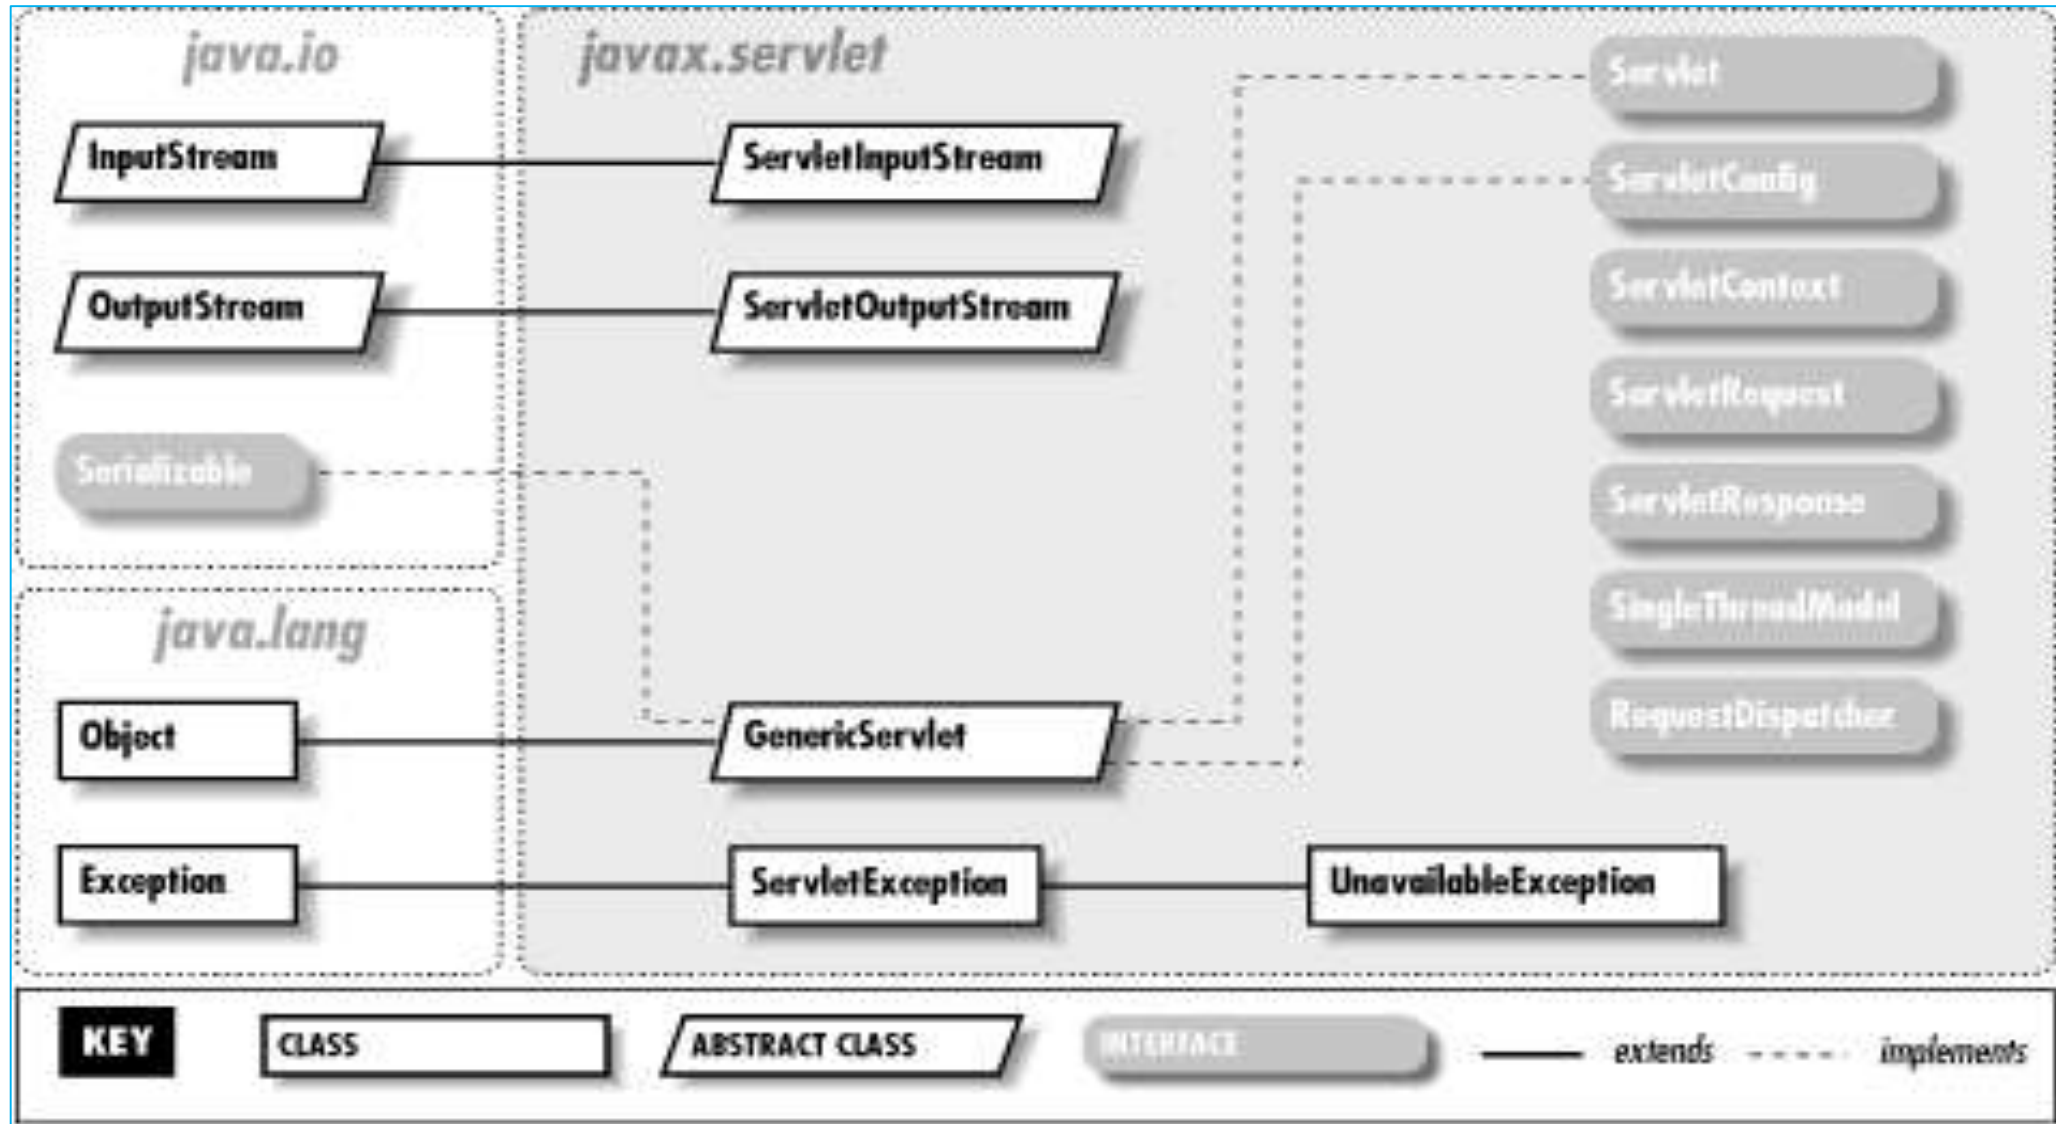 java.io
InputStream
OutputStream
Serializable
java.lang
Object
Exception
javax.servlet
ServletInputStream
ServletOutputStream
GenericServlet
ServletException
UnavailableException
Servlet
ServletConfig
ServletContext
ServletRequest
ServletResponse
SingleThreadModel
RequestDispatcher
KEY
CLASS
ABSTRACT CLASS
INTERFACE
extends
implements